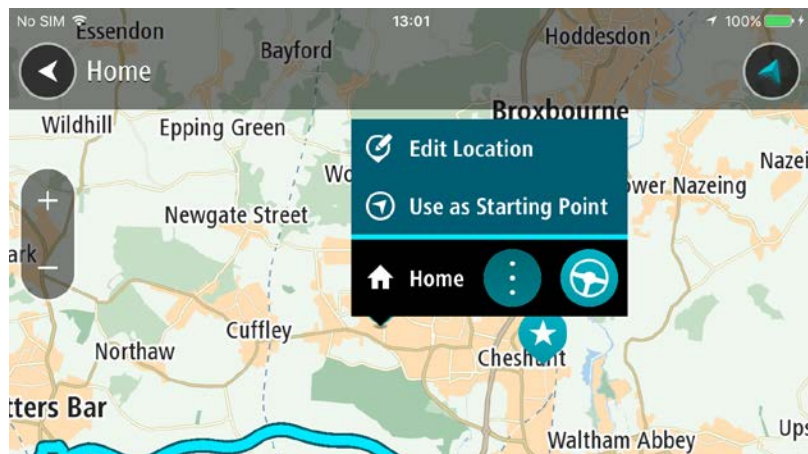 No SIM 13:01 100%
Essendon
Bayford
Hoddesdon
Home
Broxbourne
Wildhill
Epping Green
Edit Location
Wo
Nazei
wer Nazeing
Newgate Street
Use as Starting Point
+
ark
−
Home
Cuffley
Northaw
Cheshunt
tters Bar
Waltham Abbey
Ups